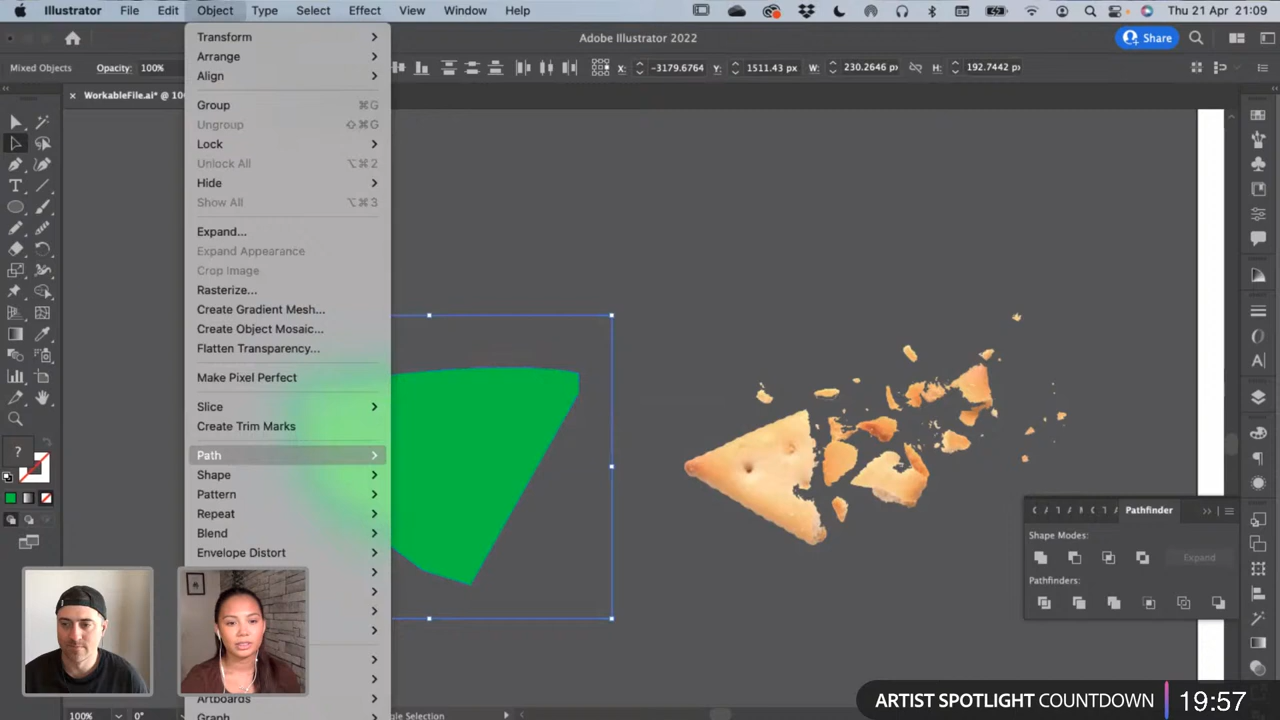 Illustrator File Edit Object Type Select Effect View Window Help
Thu 21 Apr 21:09
Adobe Illustrator 2022
Share
Mixed Objects
Opacity: 100%
X: -3179.6764
Y: 1511.43 px
W: 230.2646 p
H: 192.7442 p
× WorkableFile.ai* @ 10
Transform
Arrange
Align
Group ⌘G
Ungroup ⇧⌘G
Lock
Unlock All ⌥⌘2
Hide
Show All ⌥⌘3
Expand...
Expand Appearance
Crop Image
Rasterize...
Create Gradient Mesh...
Create Object Mosaic...
Flatten Transparency...
Make Pixel Perfect
Slice
Create Trim Marks
Path
Shape
Pattern
Repeat
Blend
Envelope Distort
Artboards
Graph
?
Pathfinder
Shape Modes:
Expand
Pathfinders:
100%
0°
Selection
ARTIST SPOTLIGHT COUNTDOWN 19:57